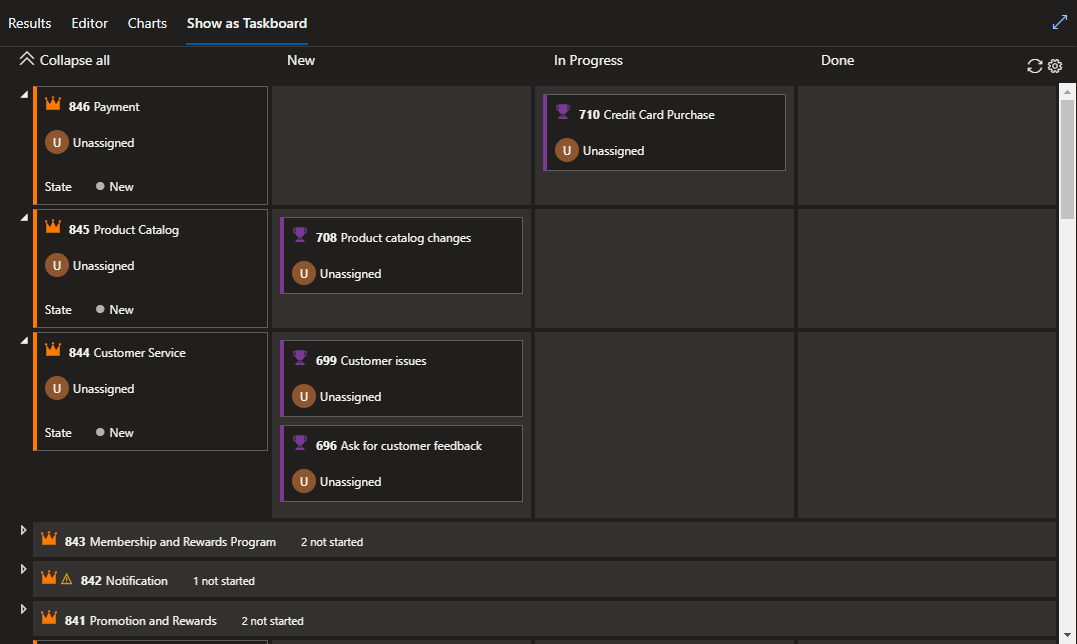 Results Editor Charts Show as Taskboard
Collapse all New In Progress Done
846 Payment
U Unassigned
State New
710 Credit Card Purchase
U Unassigned
845 Product Catalog
U Unassigned
State New
708 Product catalog changes
U Unassigned
844 Customer Service
U Unassigned
State New
699 Customer issues
U Unassigned
696 Ask for customer feedback
U Unassigned
843 Membership and Rewards Program 2 not started
842 Notification 1 not started
841 Promotion and Rewards 2 not started